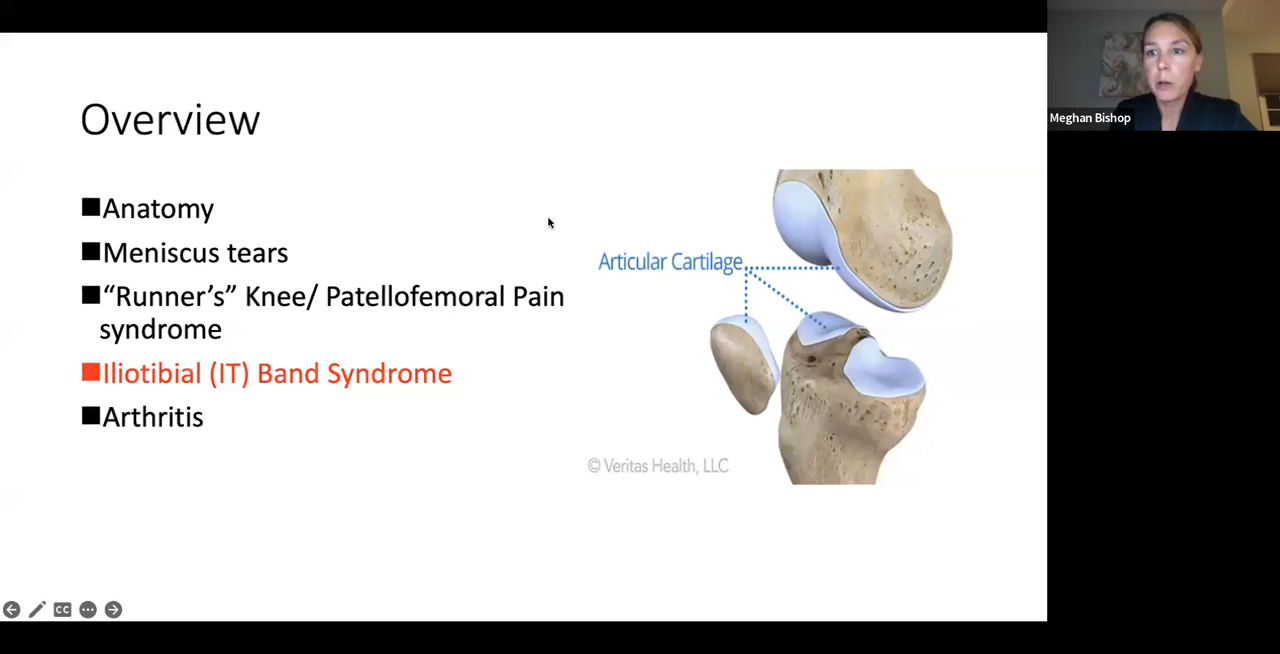 Overview
Anatomy
Meniscus tears
“Runner’s” Knee/ Patellofemoral Pain
syndrome
Iliotibial (IT) Band Syndrome
Arthritis
Articular Cartilage
© Veritas Health, LLC
Meghan Bishop
CC